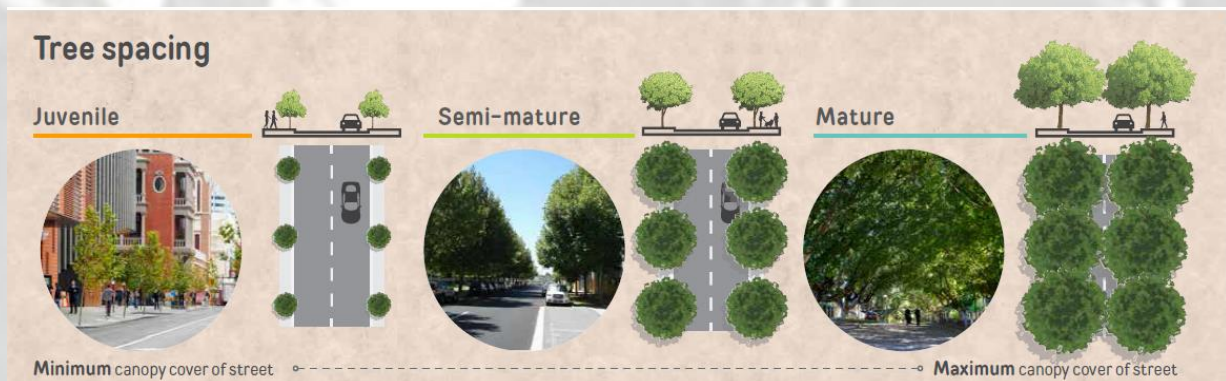 Tree spacing
Juvenile
Semi-mature
Mature
Minimum canopy cover of street
Maximum canopy cover of street